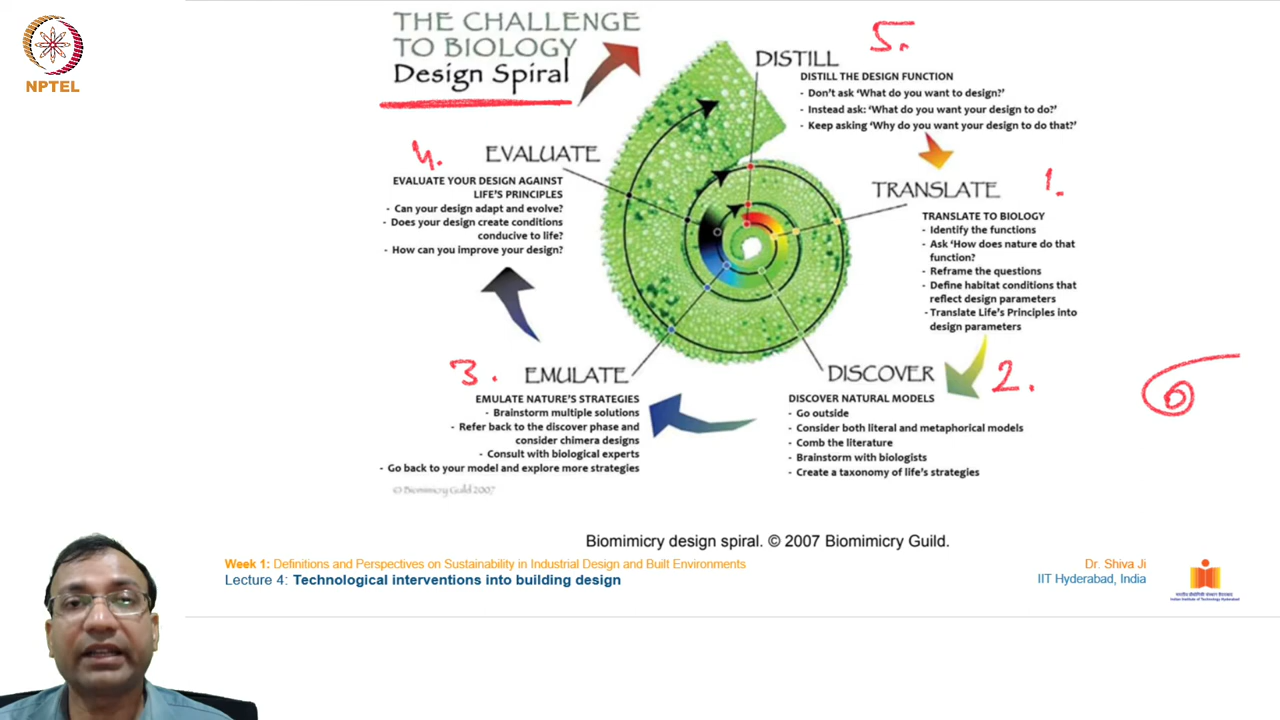 THE CHALLENGE
TO BIOLOGY
Design Spiral
NPTEL
5.
DISTILL
DISTILL THE DESIGN FUNCTION
- Don't ask 'What do you want to design?'
- Instead ask: 'What do you want your design to do?'
- Keep asking 'Why do you want your design to do that?'
1.
TRANSLATE
TRANSLATE TO BIOLOGY
- Identify the functions
- Ask 'How does nature do that
function?
- Reframe the questions
- Define habitat conditions that
reflect design parameters
- Translate Life's Principles into
design parameters
2.
DISCOVER
DISCOVER NATURAL MODELS
- Go outside
- Consider both literal and metaphorical models
- Comb the literature
- Brainstorm with biologists
- Create a taxonomy of life's strategies
3.
EMULATE
EMULATE NATURE'S STRATEGIES
- Brainstorm multiple solutions
- Refer back to the discover phase and
consider chimera designs
- Consult with biological experts
- Go back to your model and explore more strategies
4.
EVALUATE
EVALUATE YOUR DESIGN AGAINST
LIFE'S PRINCIPLES
- Can your design adapt and evolve?
- Does your design create conditions
conducive to life?
- How can you improve your design?
© Biomimicry Guild 2007
Biomimicry design spiral. © 2007 Biomimicry Guild.
Week 1: Definitions and Perspectives on Sustainability in Industrial Design and Built Environments
Lecture 4: Technological interventions into building design
Dr. Shiva Ji
IIT Hyderabad, India
Indian Institute of Technology Hyderabad